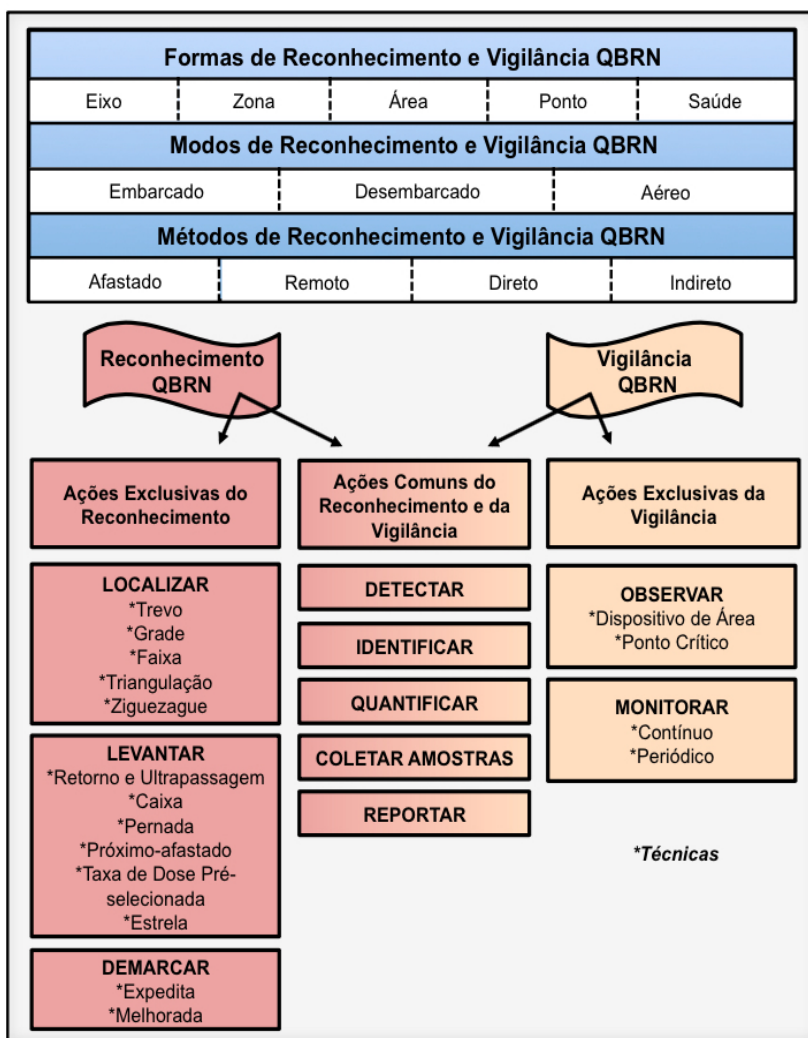 Formas de Reconhecimento e Vigilância QBRN
Eixo Zona Área Ponto Saúde
Modos de Reconhecimento e Vigilância QBRN
Embarcado Desembarcado Aéreo
Métodos de Reconhecimento e Vigilância QBRN
Afastado Remoto Direto Indireto
Reconhecimento
QBRN
Vigilância
QBRN
Ações Exclusivas do
Reconhecimento
LOCALIZAR
*Trevo
*Grade
*Faixa
*Triangulação
*Ziguezague
LEVANTAR
*Retorno e Ultrapassagem
*Caixa
*Pernada
*Próximo-afastado
*Taxa de Dose Pré-
selecionada
*Estrela
DEMARCAR
*Expedita
*Melhorada
Ações Comuns do
Reconhecimento e da
Vigilância
DETECTAR
IDENTIFICAR
QUANTIFICAR
COLETAR AMOSTRAS
REPORTAR
Ações Exclusivas da
Vigilância
OBSERVAR
*Dispositivo de Área
*Ponto Crítico
MONITORAR
*Contínuo
*Periódico
*Técnicas